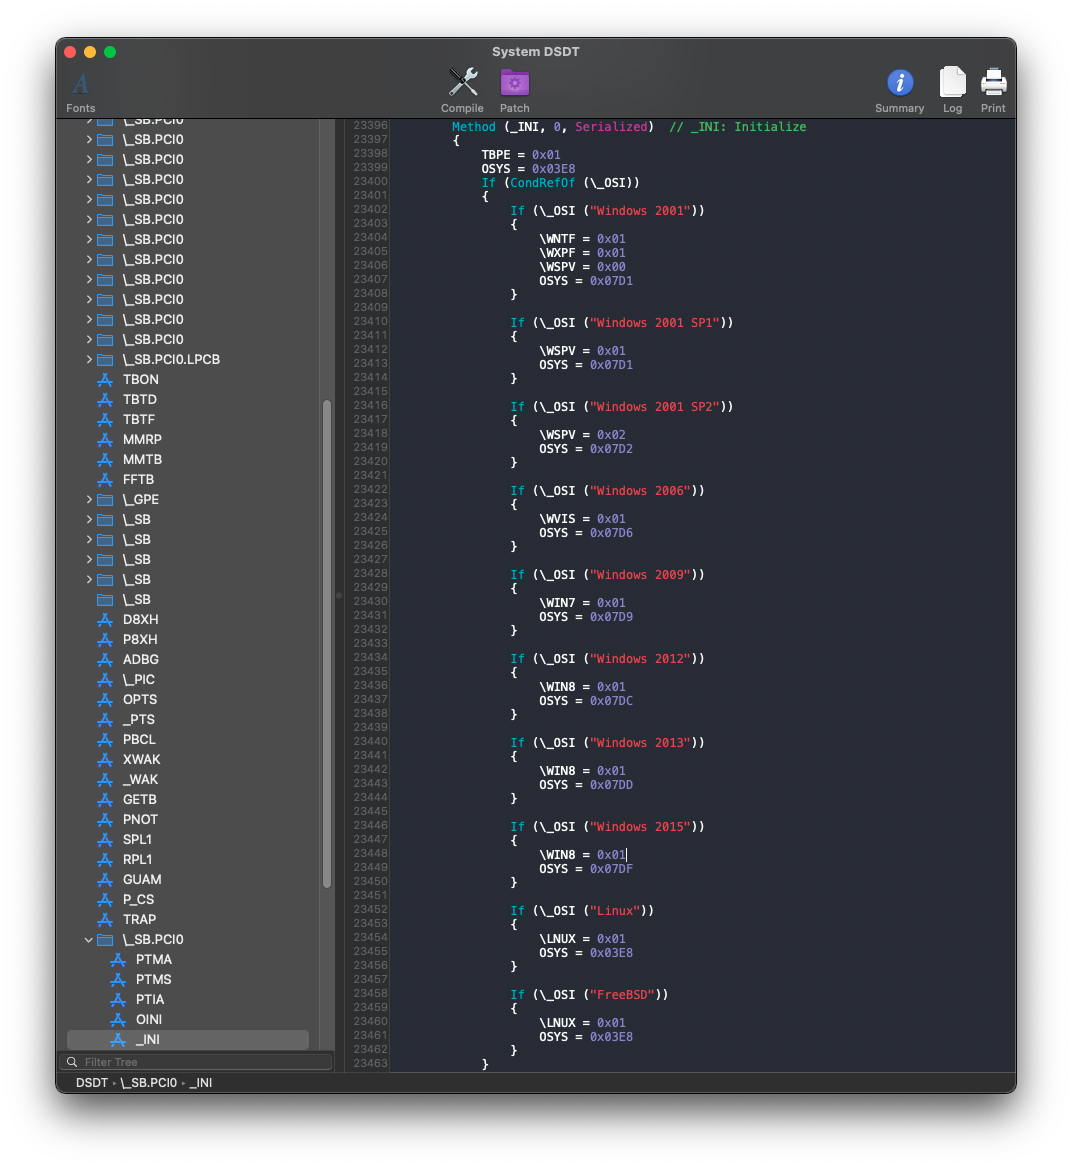 System DSDT
Fonts
Compile
Patch
Summary
Log
Print
\_SB.PCI0
\_SB.PCI0
\_SB.PCI0
\_SB.PCI0
\_SB.PCI0
\_SB.PCI0
\_SB.PCI0
\_SB.PCI0
\_SB.PCI0
\_SB.PCI0
\_SB.PCI0
\_SB.PCI0
\_SB.PCI0.LPCB
TBON
TBTD
TBTF
MMRP
MMTB
FFTB
\_GPE
\_SB
\_SB
\_SB
\_SB
\_SB
D8XH
P8XH
ADBG
\_PIC
OPTS
_PTS
PBCL
XWAK
_WAK
GETB
PNOT
SPL1
RPL1
GUAM
P_CS
TRAP
\_SB.PCI0
PTMA
PTMS
PTIA
OINI
_INI
Filter Tree
23396 Method (_INI, 0, Serialized)  // _INI: Initialize
23397 {
23398 TBPE = 0x01
23399 OSYS = 0x03E8
23400 If (CondRefOf (\_OSI))
23401 {
23402 If (\_OSI ("Windows 2001"))
23403 {
23404 \WNTF = 0x01
23405 \WXPF = 0x01
23406 \WSPV = 0x00
23407 OSYS = 0x07D1
23408 }
23409
23410 If (\_OSI ("Windows 2001 SP1"))
23411 {
23412 \WSPV = 0x01
23413 OSYS = 0x07D1
23414 }
23415
23416 If (\_OSI ("Windows 2001 SP2"))
23417 {
23418 \WSPV = 0x02
23419 OSYS = 0x07D2
23420 }
23421
23422 If (\_OSI ("Windows 2006"))
23423 {
23424 \WVIS = 0x01
23425 OSYS = 0x07D6
23426 }
23427
23428 If (\_OSI ("Windows 2009"))
23429 {
23430 \WIN7 = 0x01
23431 OSYS = 0x07D9
23432 }
23433
23434 If (\_OSI ("Windows 2012"))
23435 {
23436 \WIN8 = 0x01
23437 OSYS = 0x07DC
23438 }
23439
23440 If (\_OSI ("Windows 2013"))
23441 {
23442 \WIN8 = 0x01
23443 OSYS = 0x07DD
23444 }
23445
23446 If (\_OSI ("Windows 2015"))
23447 {
23448 \WIN8 = 0x01
23449 OSYS = 0x07DF
23450 }
23451
23452 If (\_OSI ("Linux"))
23453 {
23454 \LNUX = 0x01
23455 OSYS = 0x03E8
23456 }
23457
23458 If (\_OSI ("FreeBSD"))
23459 {
23460 \LNUX = 0x01
23461 OSYS = 0x03E8
23462 }
23463 }
DSDT \_SB.PCI0 _INI